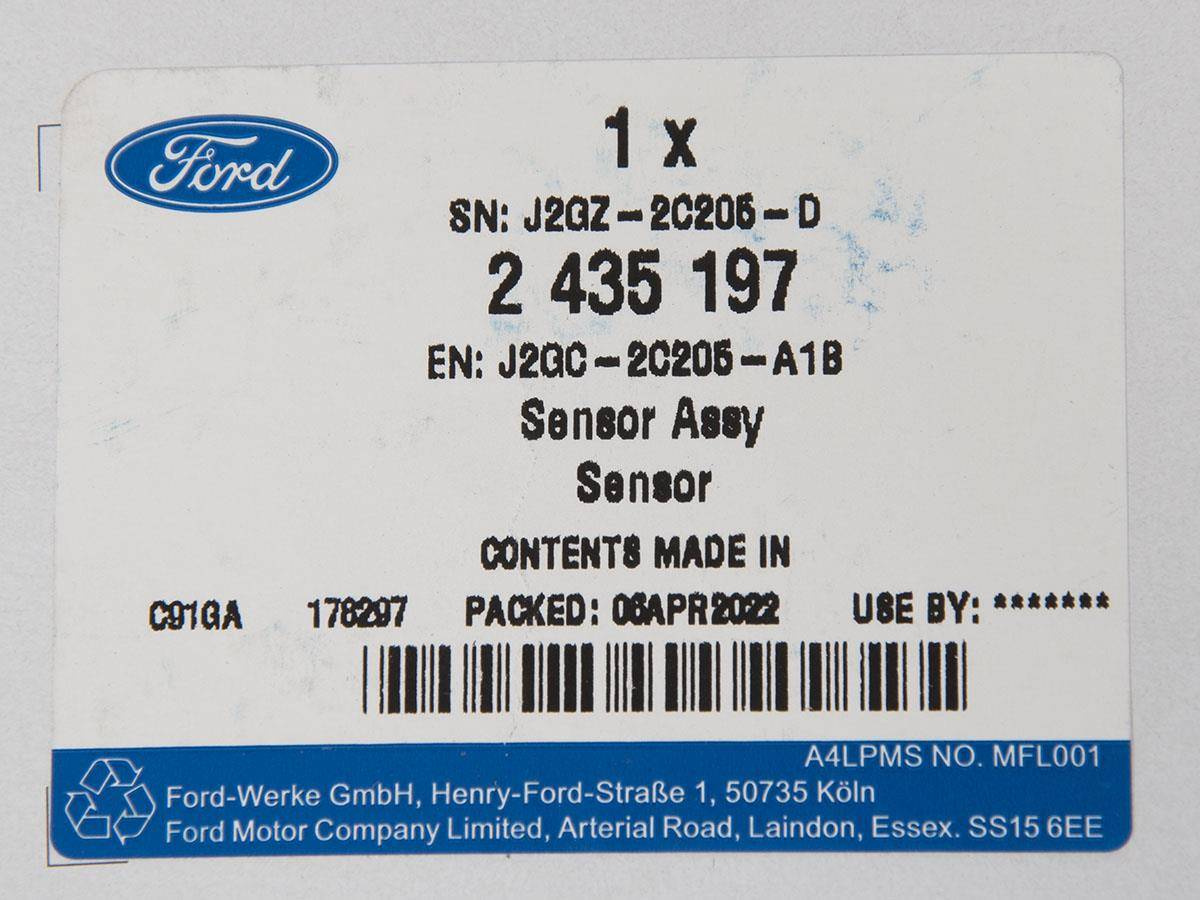 Ford
1 x
SN: J2GZ-2C205-D
2 435 197
EN: J2GC-2C205-A1B
Sensor Assy
Sensor
CONTENTS MADE IN
C91GA 178297 PACKED: 06APR2022 USE BY: *******
A4LPMS NO. MFL001
Ford-Werke GmbH, Henry-Ford-Straße 1, 50735 Köln
Ford Motor Company Limited, Arterial Road, Laindon, Essex. SS15 6EE